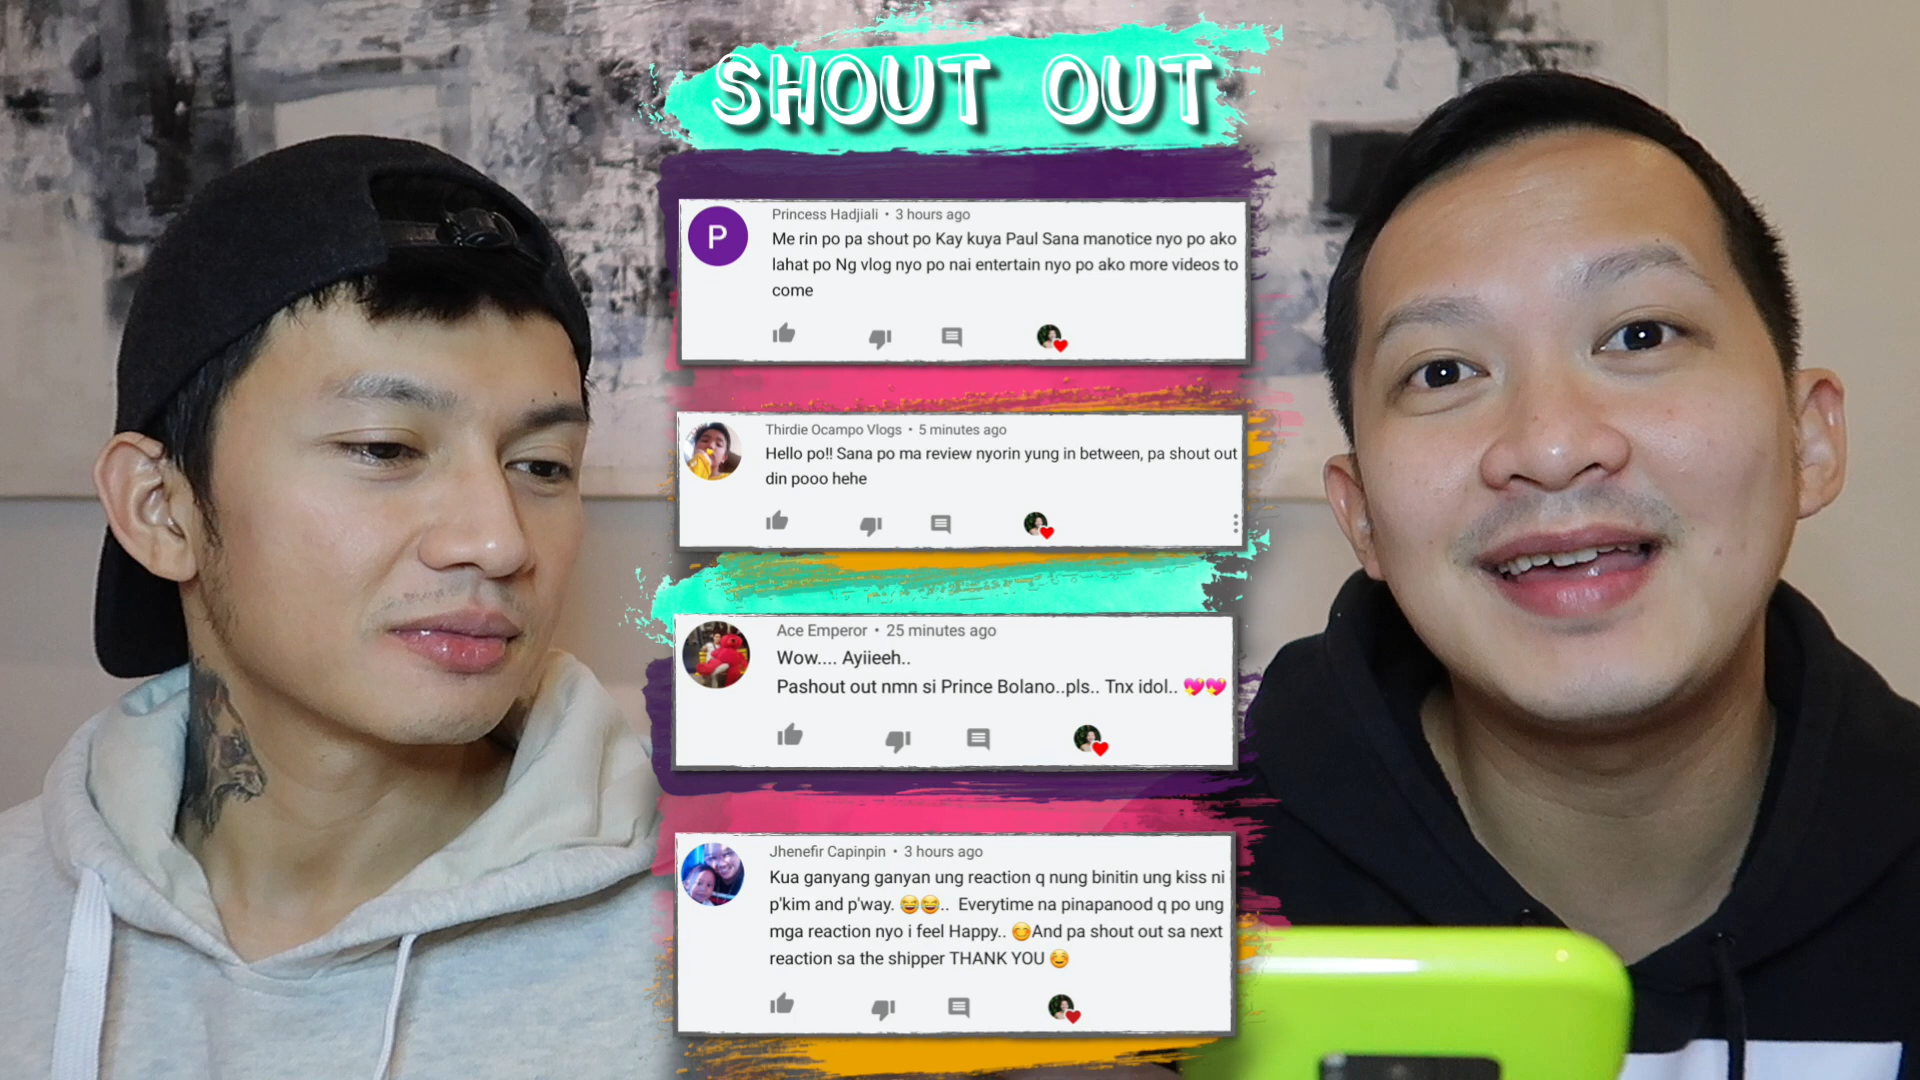 SHOUT OUT
Princess Hadjiali • 3 hours ago
Me rin po pa shout po Kay kuya Paul Sana manotice nyo po ako
lahat po Ng vlog nyo po nai entertain nyo po ako more videos to
come
P
Thirdie Ocampo Vlogs • 5 minutes ago
Hello po!! Sana po ma review nyorin yung in between, pa shout out
din pooo hehe
Ace Emperor • 25 minutes ago
Wow.... Ayiieeh..
Pashout out nmn si Prince Bolano..pls.. Tnx idol.. 💖💖
Jhenefir Capinpin • 3 hours ago
Kua ganyang ganyan ung reaction q nung binitin ung kiss ni
p'kim and p'way. 😂😂.. Everytime na pinapanood q po ung
mga reaction nyo i feel Happy.. 😊And pa shout out sa next
reaction sa the shipper THANK YOU 😊